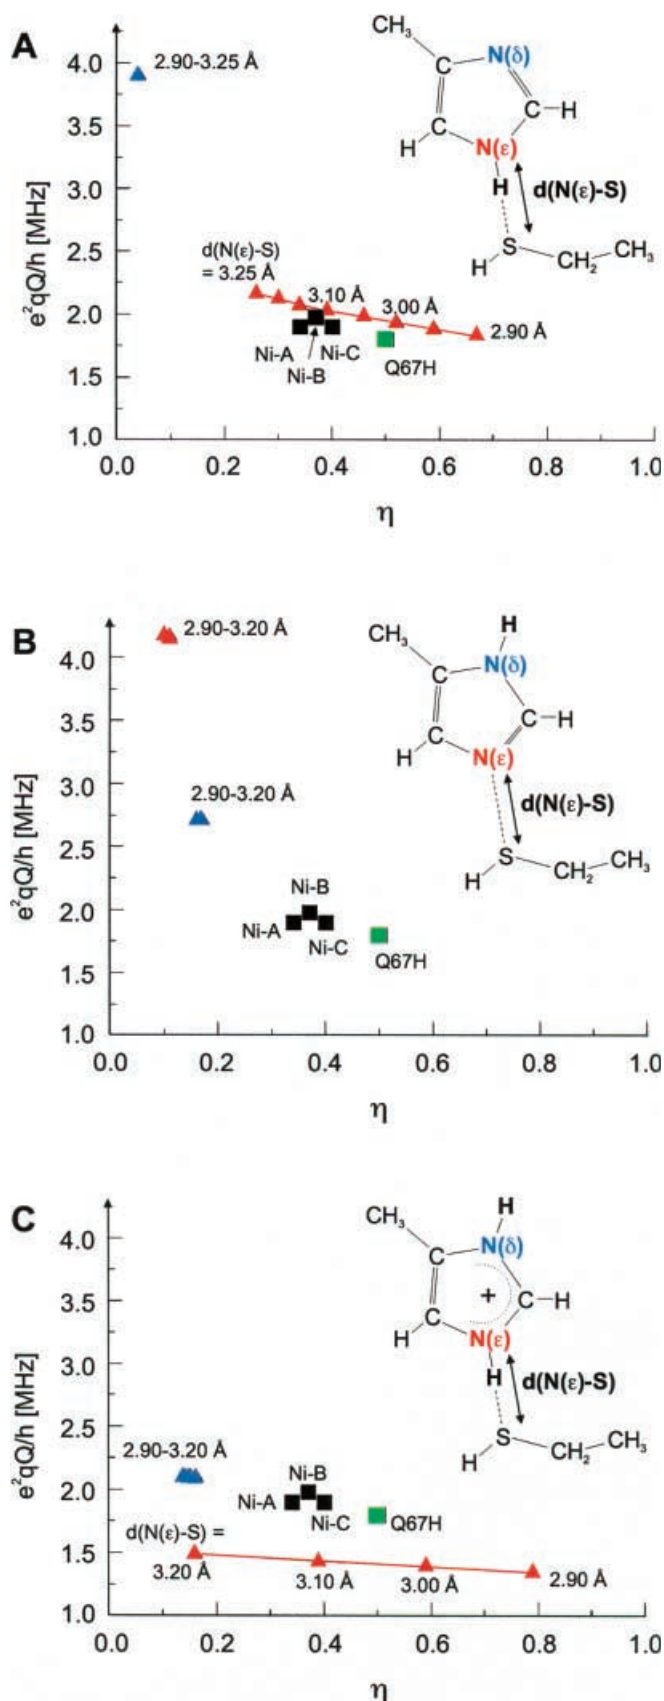 A
4.0
3.5
3.0
2.5
2.0
1.5
1.0
e²qQ/h [MHz]
2.90-3.25 Å
d(N(ε)-S)
= 3.25 Å
3.10 Å
3.00 Å
2.90 Å
Ni-A
Ni-B
Ni-C
Q67H
CH₃
N(δ)
C
C
H
C
H
N(ε)
H
d(N(ε)-S)
S
H
CH₂
CH₃
0.0 0.2 0.4 0.6 0.8 1.0
η
B
4.0
3.5
3.0
2.5
2.0
1.5
1.0
e²qQ/h [MHz]
2.90-3.20 Å
2.90-3.20 Å
Ni-B
Ni-A
Ni-C
Q67H
H
CH₃
N(δ)
C
C
H
C
H
N(ε)
d(N(ε)-S)
S
H
CH₂
CH₃
0.0 0.2 0.4 0.6 0.8 1.0
η
C
4.0
3.5
3.0
2.5
2.0
1.5
1.0
e²qQ/h [MHz]
2.90-3.20 Å
Ni-B
Ni-A
Ni-C
Q67H
d(N(ε)-S) =
3.20 Å
3.10 Å
3.00 Å
2.90 Å
H
CH₃
N(δ)
C
+
C
H
C
H
N(ε)
H
d(N(ε)-S)
S
H
CH₂
CH₃
0.0 0.2 0.4 0.6 0.8 1.0
η